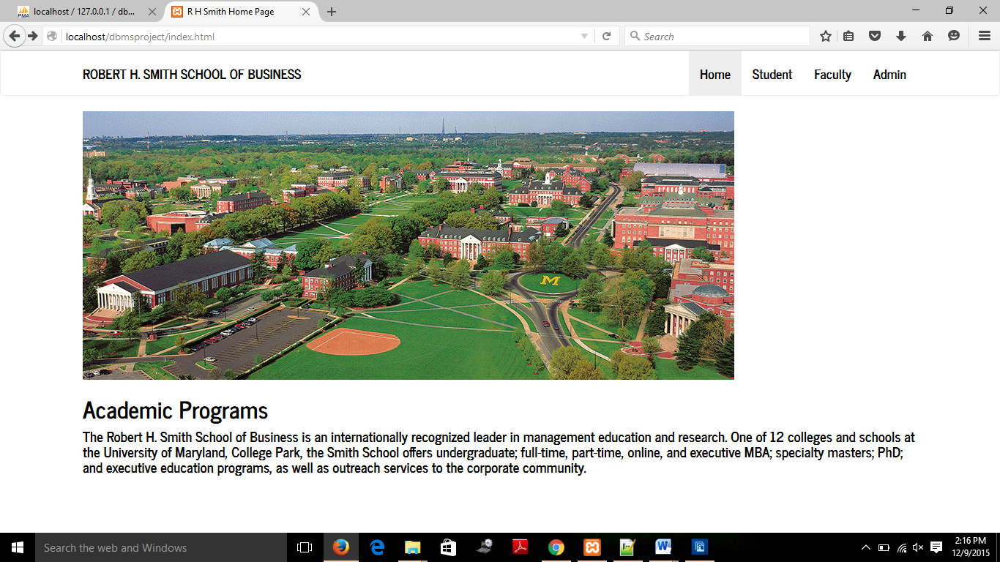 localhost / 127.0.0.1 / db...
R H Smith Home Page
localhost/dbmsproject/index.html
Search
ROBERT H. SMITH SCHOOL OF BUSINESS
Home
Student
Faculty
Admin
M
Academic Programs
The Robert H. Smith School of Business is an internationally recognized leader in management education and research. One of 12 colleges and schools at
the University of Maryland, College Park, the Smith School offers undergraduate; full-time, part-time, online, and executive MBA; specialty masters; PhD;
and executive education programs, as well as outreach services to the corporate community.
Search the web and Windows
2:16 PM
12/9/2015